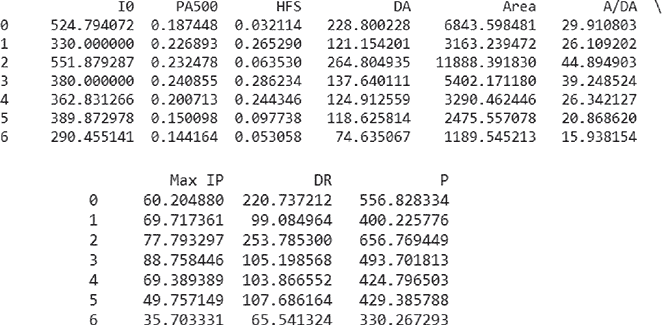 I0 PA500 HFS DA Area A/DA \
0 524.794072 0.187448 0.032114 228.800228 6843.598481 29.910803
1 330.000000 0.226893 0.265290 121.154201 3163.239472 26.109202
2 551.879287 0.232478 0.063530 264.804935 11888.391830 44.894903
3 380.000000 0.240855 0.286234 137.640111 5402.171180 39.248524
4 362.831266 0.200713 0.244346 124.912559 3290.462446 26.342127
5 389.872978 0.150098 0.097738 118.625814 2475.557078 20.868620
6 290.455141 0.144164 0.053058 74.635067 1189.545213 15.938154
Max IP DR P
0 60.204880 220.737212 556.828334
1 69.717361 99.084964 400.225776
2 77.793297 253.785300 656.769449
3 88.758446 105.198568 493.701813
4 69.389389 103.866552 424.796503
5 49.757149 107.686164 429.385788
6 35.703331 65.541324 330.267293